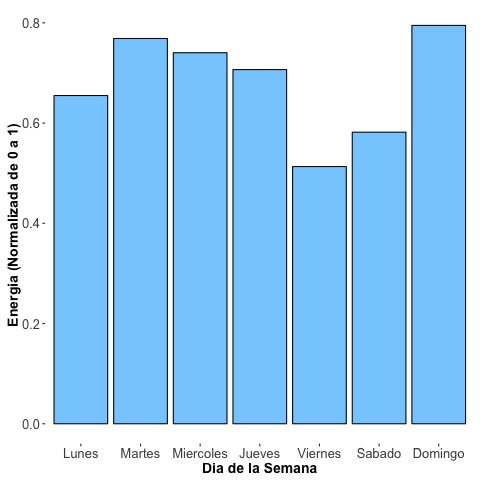 0.8
0.6
0.4
0.2
0.0
Energia (Normalizada de 0 a 1)
Lunes Martes Miercoles Jueves Viernes Sabado Domingo
Dia de la Semana